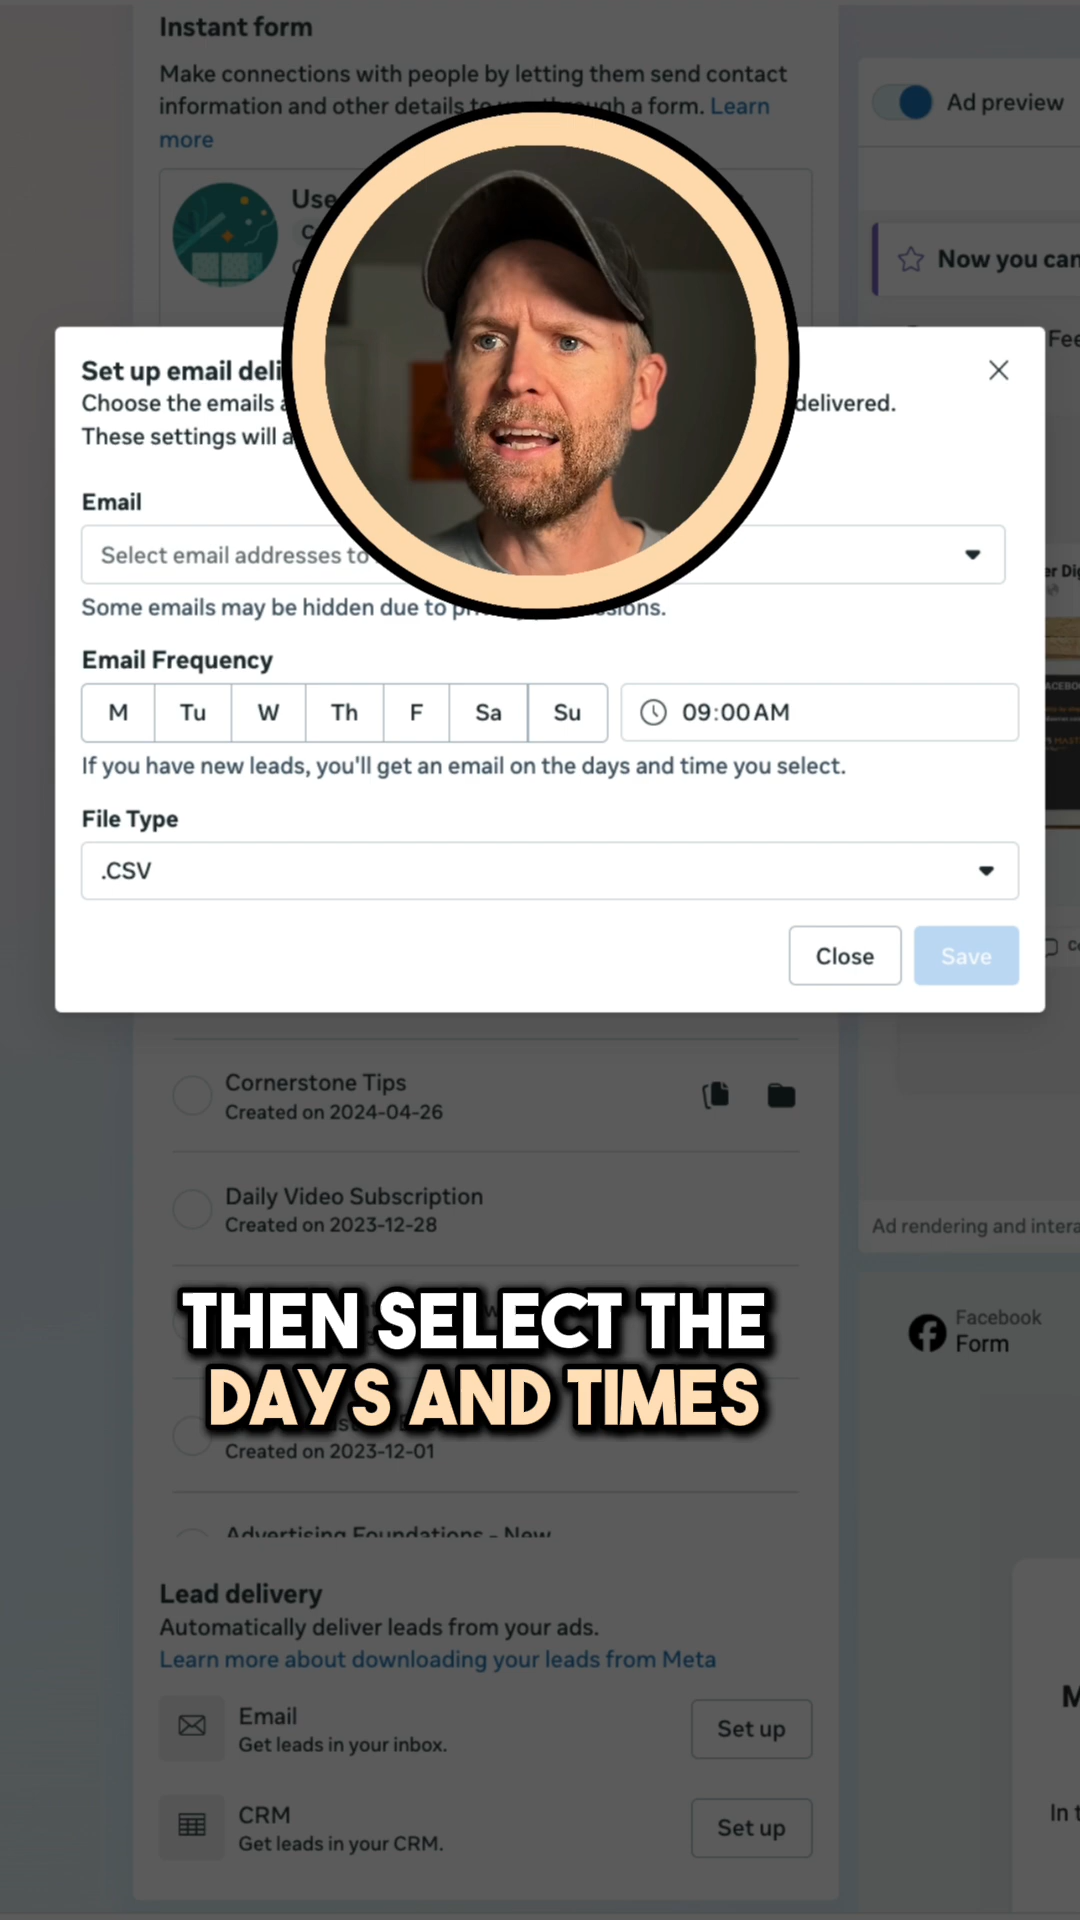 Instant form
Make connections with people by letting them send contact
information and other details to you through a form. Learn
more
Ad preview
Use
Now you can
Fee
Set up email deli
Choose the emails delivered.
These settings will
Email
Select email addresses to
Some emails may be hidden due to
Email Frequency
M Tu W Th F Sa Su 09:00 AM
If you have new leads, you'll get an email on the days and time you select.
File Type
.CSV
Close Save
Cornerstone Tips
Created on 2024-04-26
Daily Video Subscription
Created on 2023-12-28
Ad rendering and intera
THEN SELECT THE
DAYS AND TIMES
Facebook
Form
Created on 2023-12-01
Advertising Foundations - New
Lead delivery
Automatically deliver leads from your ads.
Learn more about downloading your leads from Meta
Email
Get leads in your inbox.
Set up
CRM
Get leads in your CRM.
Set up
M
In t